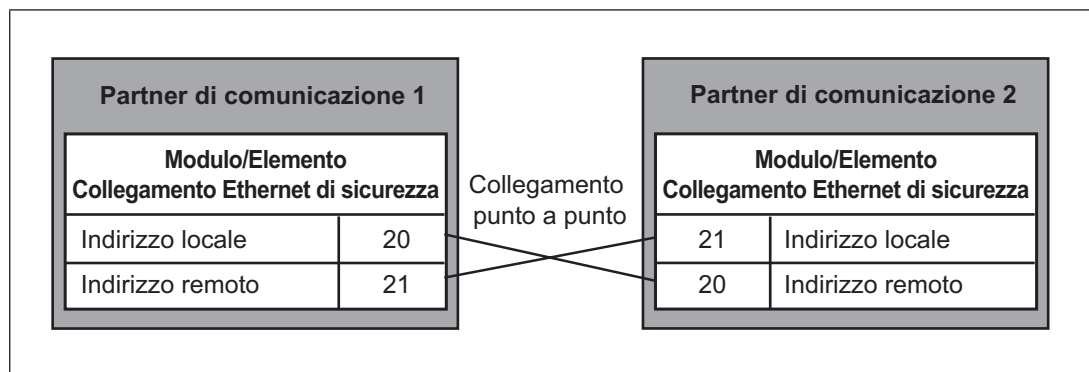 Partner di comunicazione 1
Modulo/Elemento
Collegamento Ethernet di sicurezza
Indirizzo locale 20
Indirizzo remoto 21
Collegamento
punto a punto
Partner di comunicazione 2
Modulo/Elemento
Collegamento Ethernet di sicurezza
21 Indirizzo locale
20 Indirizzo remoto